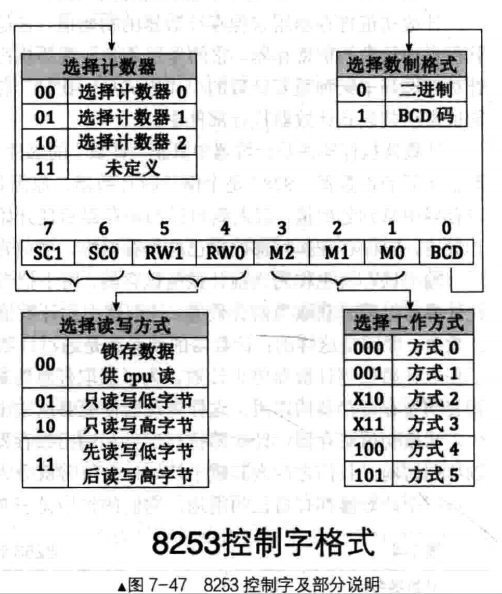 选择计数器
00 选择计数器 0
01 选择计数器 1
10 选择计数器 2
11 未定义
选择数制格式
0 二进制
1 BCD 码
7 6 5 4 3 2 1 0
SC1 SC0 RW1 RW0 M2 M1 M0 BCD
选择读写方式
00 锁存数据
供 cpu 读
01 只读写低字节
10 只读写高字节
11 先读写低字节
后读写高字节
选择工作方式
000 方式 0
001 方式 1
X10 方式 2
X11 方式 3
100 方式 4
101 方式 5
8253控制字格式
▲图 7-47 8253 控制字及部分说明